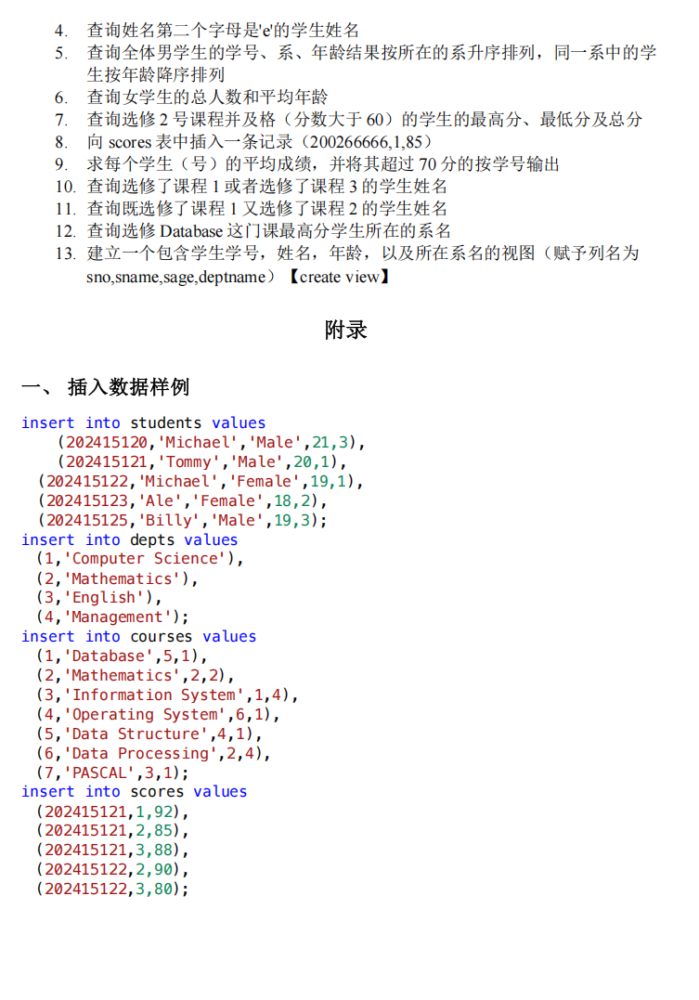 4. 查询姓名第二个字母是'e'的学生姓名
5. 查询全体男学生的学号、系、年龄结果按所在的系升序排列，同一系中的学
生按年龄降序排列
6. 查询女学生的总人数和平均年龄
7. 查询选修 2 号课程并及格（分数大于 60）的学生的最高分、最低分及总分
8. 向 scores 表中插入一条记录（200266666,1,85）
9. 求每个学生（号）的平均成绩，并将其超过 70 分的按学号输出
10. 查询选修了课程 1 或者选修了课程 3 的学生姓名
11. 查询既选修了课程 1 又选修了课程 2 的学生姓名
12. 查询选修 Database 这门课最高分学生所在的系名
13. 建立一个包含学生学号，姓名，年龄，以及所在系名的视图（赋予列名为
sno,sname,sage,deptname）【create view】
附录
一、 插入数据样例
insert into students values
(202415120,'Michael','Male',21,3),
(202415121,'Tommy','Male',20,1),
(202415122,'Michael','Female',19,1),
(202415123,'Ale','Female',18,2),
(202415125,'Billy','Male',19,3);
insert into depts values
(1,'Computer Science'),
(2,'Mathematics'),
(3,'English'),
(4,'Management');
insert into courses values
(1,'Database',5,1),
(2,'Mathematics',2,2),
(3,'Information System',1,4),
(4,'Operating System',6,1),
(5,'Data Structure',4,1),
(6,'Data Processing',2,4),
(7,'PASCAL',3,1);
insert into scores values
(202415121,1,92),
(202415121,2,85),
(202415121,3,88),
(202415122,2,90),
(202415122,3,80);